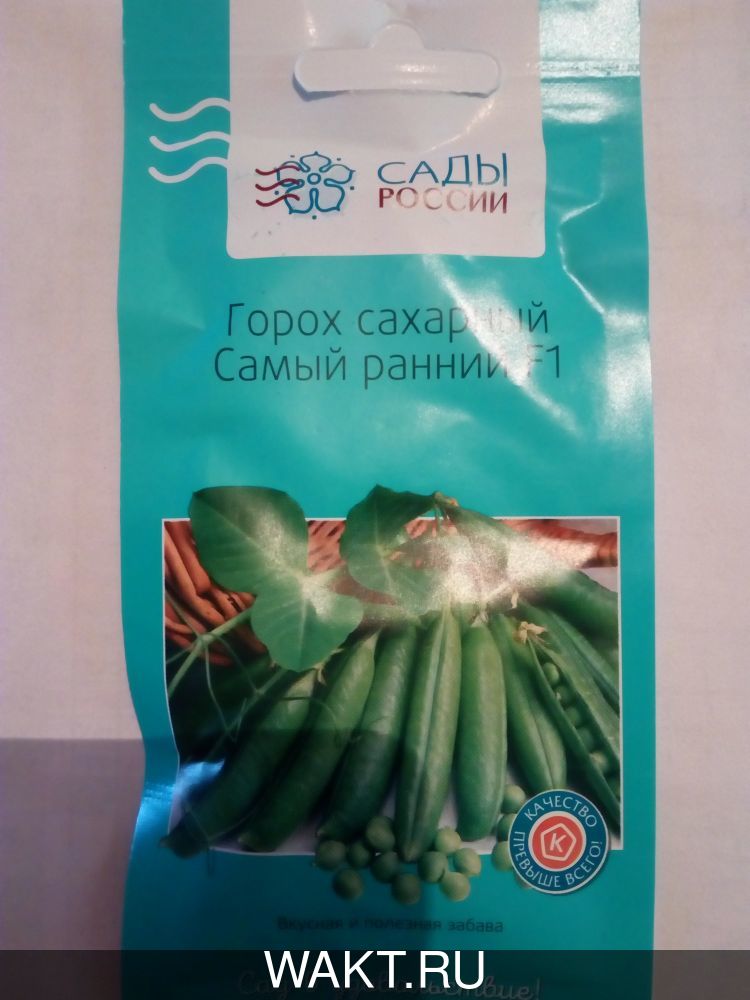 САДЫ
РОССИИ
Горох сахарный
Самый ранний F1
КАЧЕСТВО
К
ПРЕВЫШЕ ВСЕГО!
Вкусная и полезная забава
WAKT.RU